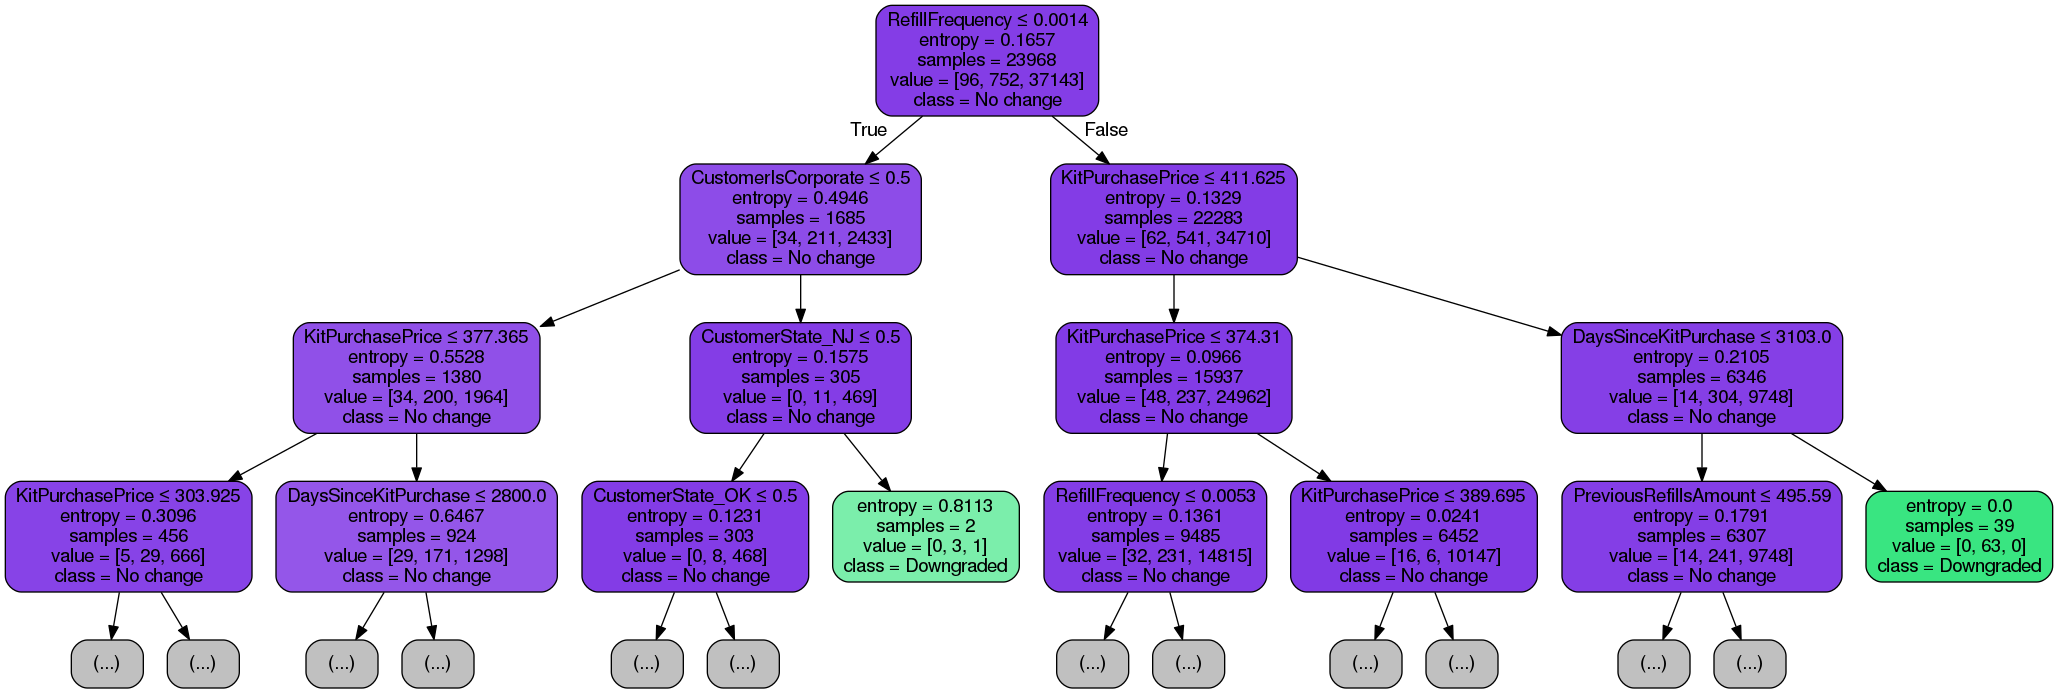 RefillFrequency ≤ 0.0014
entropy = 0.1657
samples = 23968
value = [96, 752, 37143]
class = No change
True
False
CustomerIsCorporate ≤ 0.5
entropy = 0.4946
samples = 1685
value = [34, 211, 2433]
class = No change
KitPurchasePrice ≤ 411.625
entropy = 0.1329
samples = 22283
value = [62, 541, 34710]
class = No change
KitPurchasePrice ≤ 377.365
entropy = 0.5528
samples = 1380
value = [34, 200, 1964]
class = No change
CustomerState_NJ ≤ 0.5
entropy = 0.1575
samples = 305
value = [0, 11, 469]
class = No change
KitPurchasePrice ≤ 374.31
entropy = 0.0966
samples = 15937
value = [48, 237, 24962]
class = No change
DaysSinceKitPurchase ≤ 3103.0
entropy = 0.2105
samples = 6346
value = [14, 304, 9748]
class = No change
KitPurchasePrice ≤ 303.925
entropy = 0.3096
samples = 456
value = [5, 29, 666]
class = No change
DaysSinceKitPurchase ≤ 2800.0
entropy = 0.6467
samples = 924
value = [29, 171, 1298]
class = No change
CustomerState_OK ≤ 0.5
entropy = 0.1231
samples = 303
value = [0, 8, 468]
class = No change
entropy = 0.8113
samples = 2
value = [0, 3, 1]
class = Downgraded
RefillFrequency ≤ 0.0053
entropy = 0.1361
samples = 9485
value = [32, 231, 14815]
class = No change
KitPurchasePrice ≤ 389.695
entropy = 0.0241
samples = 6452
value = [16, 6, 10147]
class = No change
PreviousRefillsAmount ≤ 495.59
entropy = 0.1791
samples = 6307
value = [14, 241, 9748]
class = No change
entropy = 0.0
samples = 39
value = [0, 63, 0]
class = Downgraded
(...)
(...)
(...)
(...)
(...)
(...)
(...)
(...)
(...)
(...)
(...)
(...)